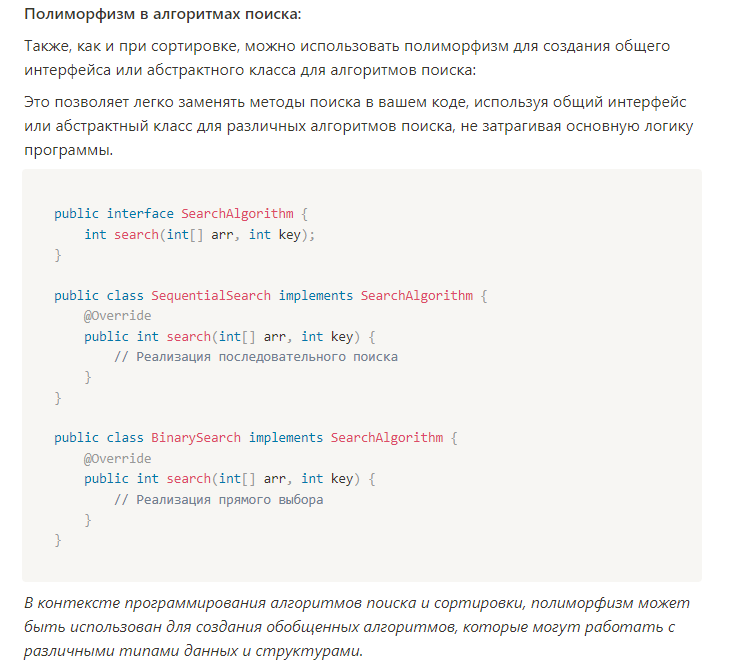 Полиморфизм в алгоритмах поиска:
Также, как и при сортировке, можно использовать полиморфизм для создания общего
интерфейса или абстрактного класса для алгоритмов поиска:
Это позволяет легко заменять методы поиска в вашем коде, используя общий интерфейс
или абстрактный класс для различных алгоритмов поиска, не затрагивая основную логику
программы.
public interface SearchAlgorithm {
    int search(int[] arr, int key);
}
public class SequentialSearch implements SearchAlgorithm {
    @Override
    public int search(int[] arr, int key) {
        // Реализация последовательного поиска
    }
}
public class BinarySearch implements SearchAlgorithm {
    @Override
    public int search(int[] arr, int key) {
        // Реализация прямого выбора
    }
}
В контексте программирования алгоритмов поиска и сортировки, полиморфизм может
быть использован для создания обобщенных алгоритмов, которые могут работать с
различными типами данных и структурами.